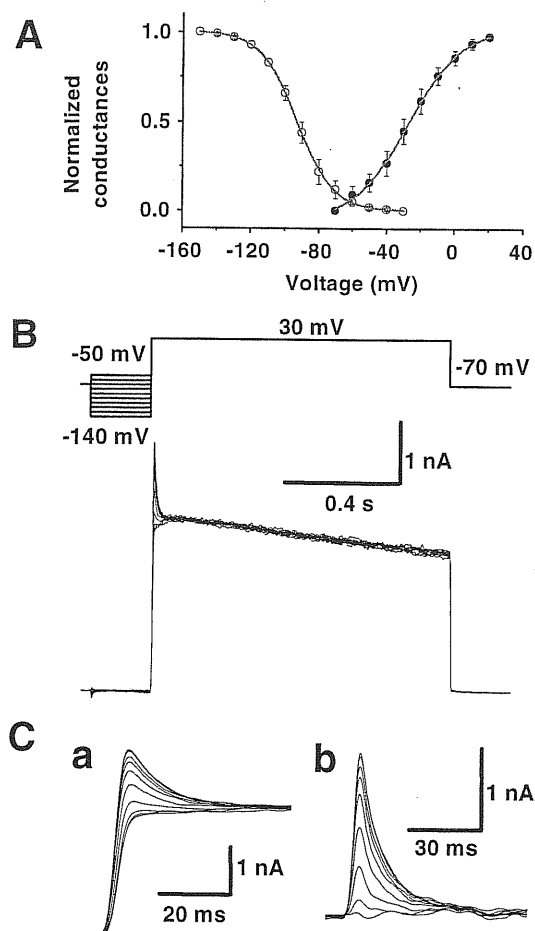 A
Normalized
conductances
1.0
0.5
0.0
-160 -120 -80 -40 0 40
Voltage (mV)
B
30 mV
-50 mV
-70 mV
-140 mV
1 nA
0.4 s
C
a
b
1 nA
20 ms
1 nA
30 ms